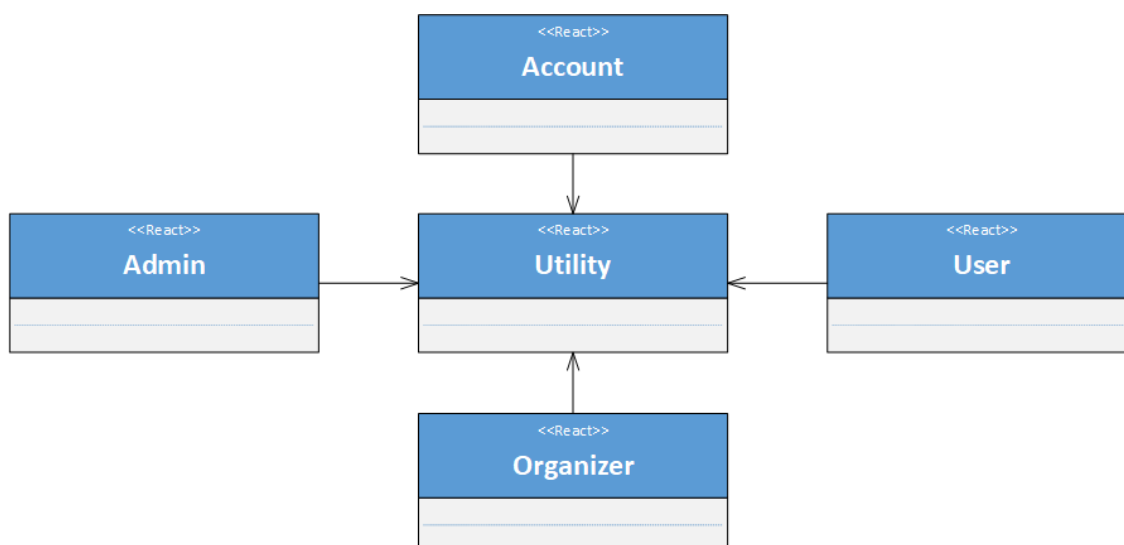 <<React>>
Account
<<React>>
Admin
<<React>>
Utility
<<React>>
User
<<React>>
Organizer